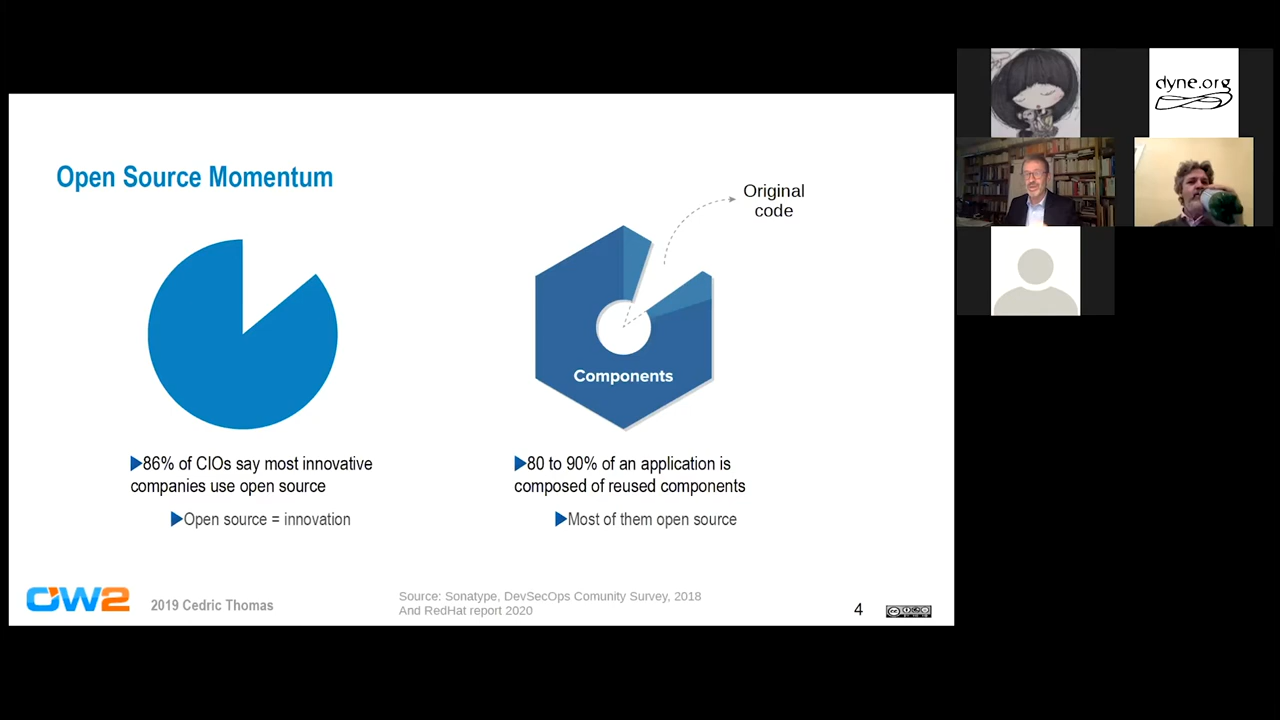 Open Source Momentum
Original
code
Components
▶86% of CIOs say most innovative
companies use open source
▶Open source = innovation
▶80 to 90% of an application is
composed of reused components
▶Most of them open source
OW2
2019 Cedric Thomas
Source: Sonatype, DevSecOps Comunity Survey, 2018
And RedHat report 2020
4
dyne.org